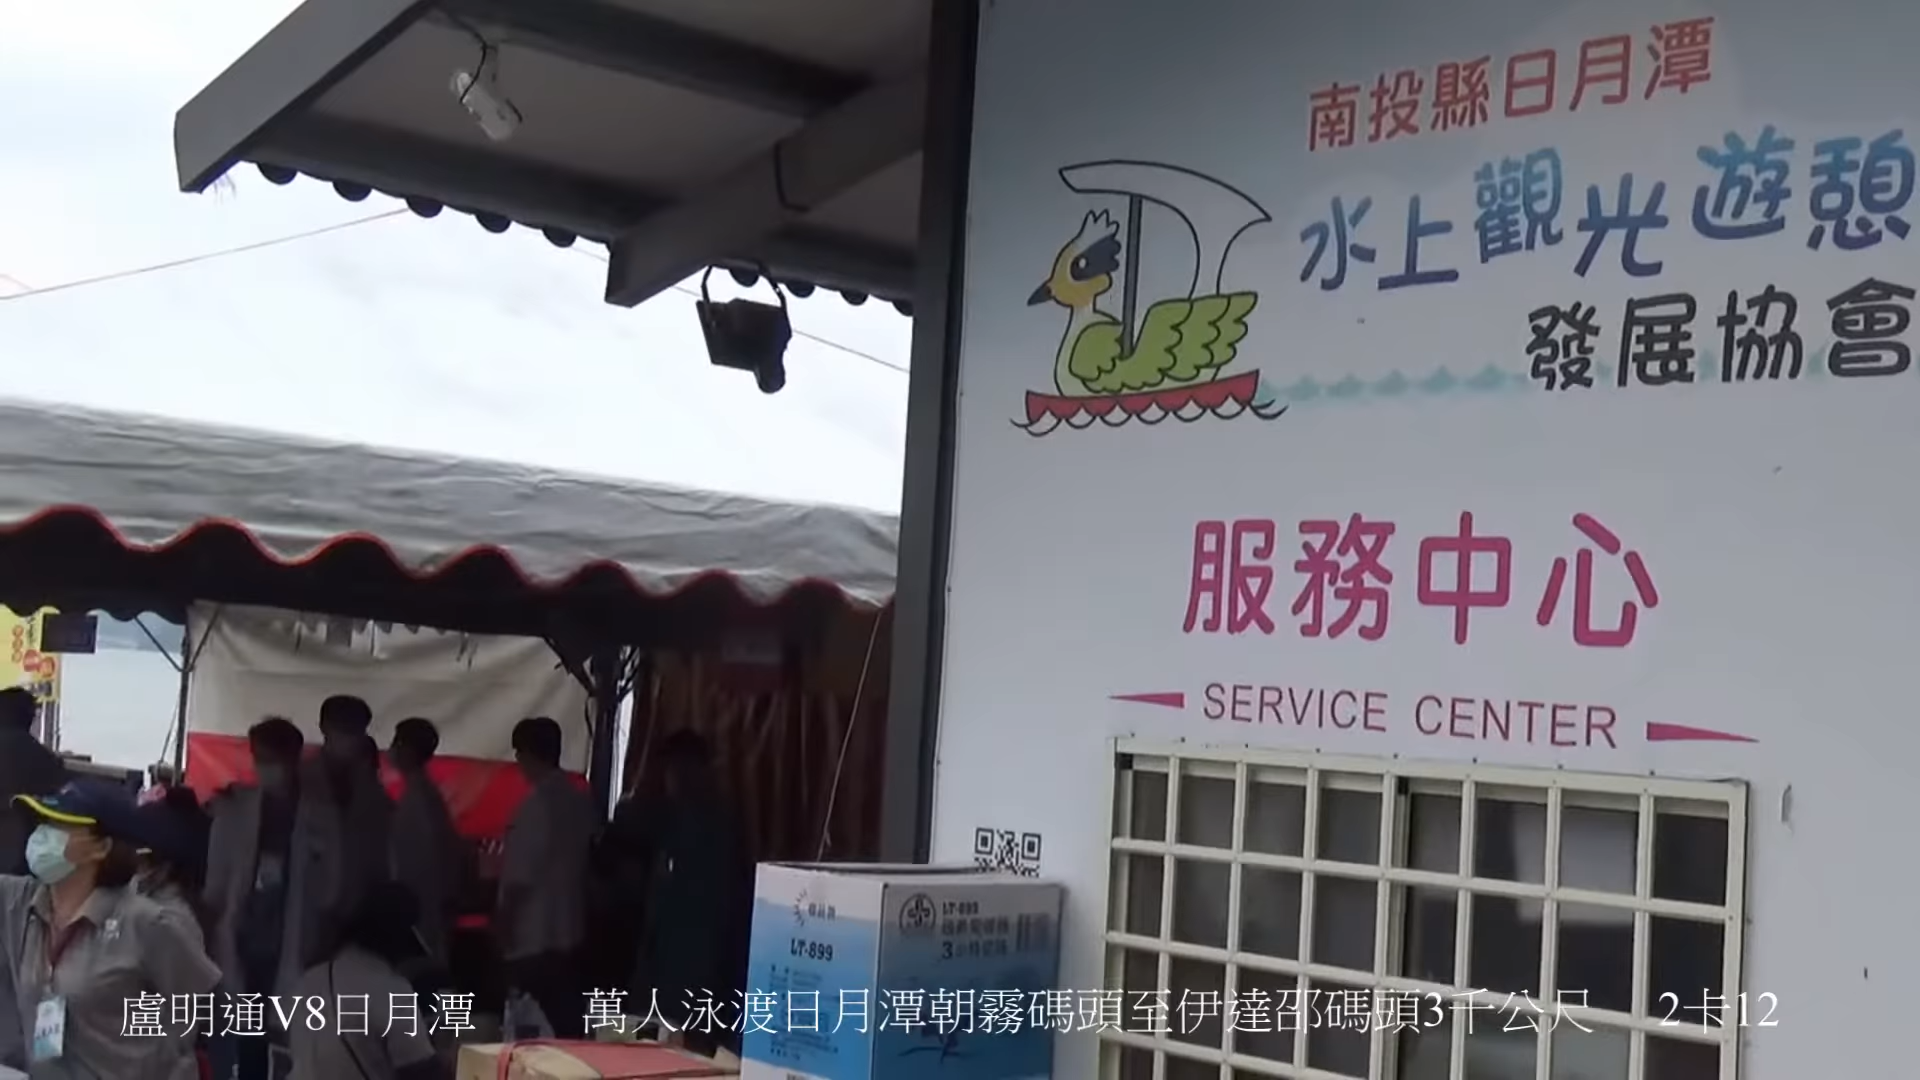 南投縣日月潭
水上觀光遊憩
發展協會
服務中心
SERVICE CENTER
LT-899
LT-899
盧明通V8日月潭 萬人泳渡日月潭朝霧碼頭至伊達邵碼頭3千公尺 2卡12